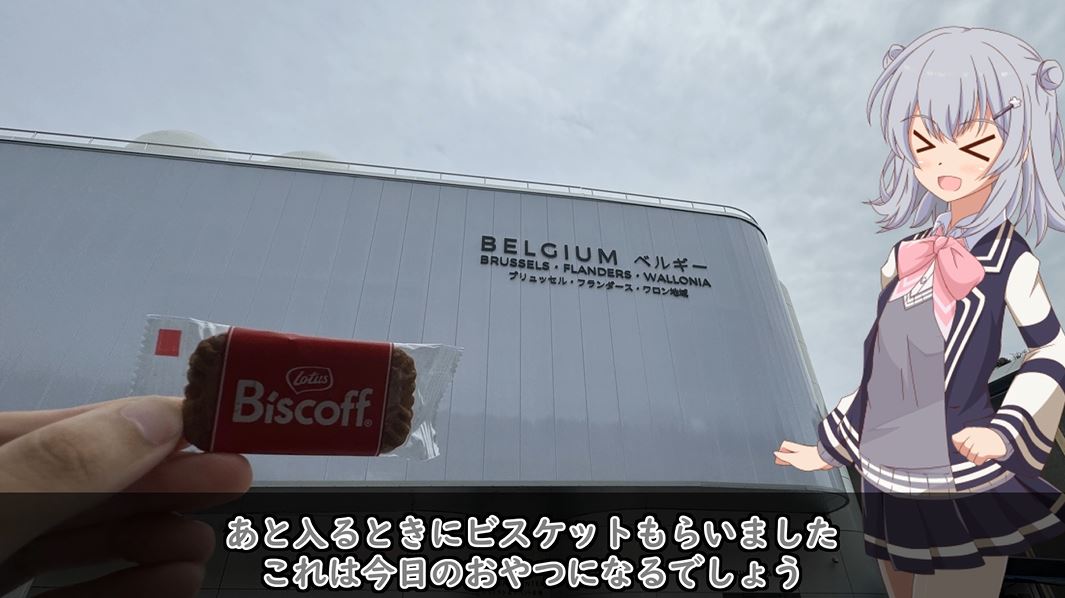 BELGIUM ベルギー
BRUSSELS・FLANDERS・WALLONIA
ブリュッセル・フランダース・ワロン地域
Lotus
Biscoff®
あと入るときにビスケットもらいました
これは今日のおやつになるでしょう